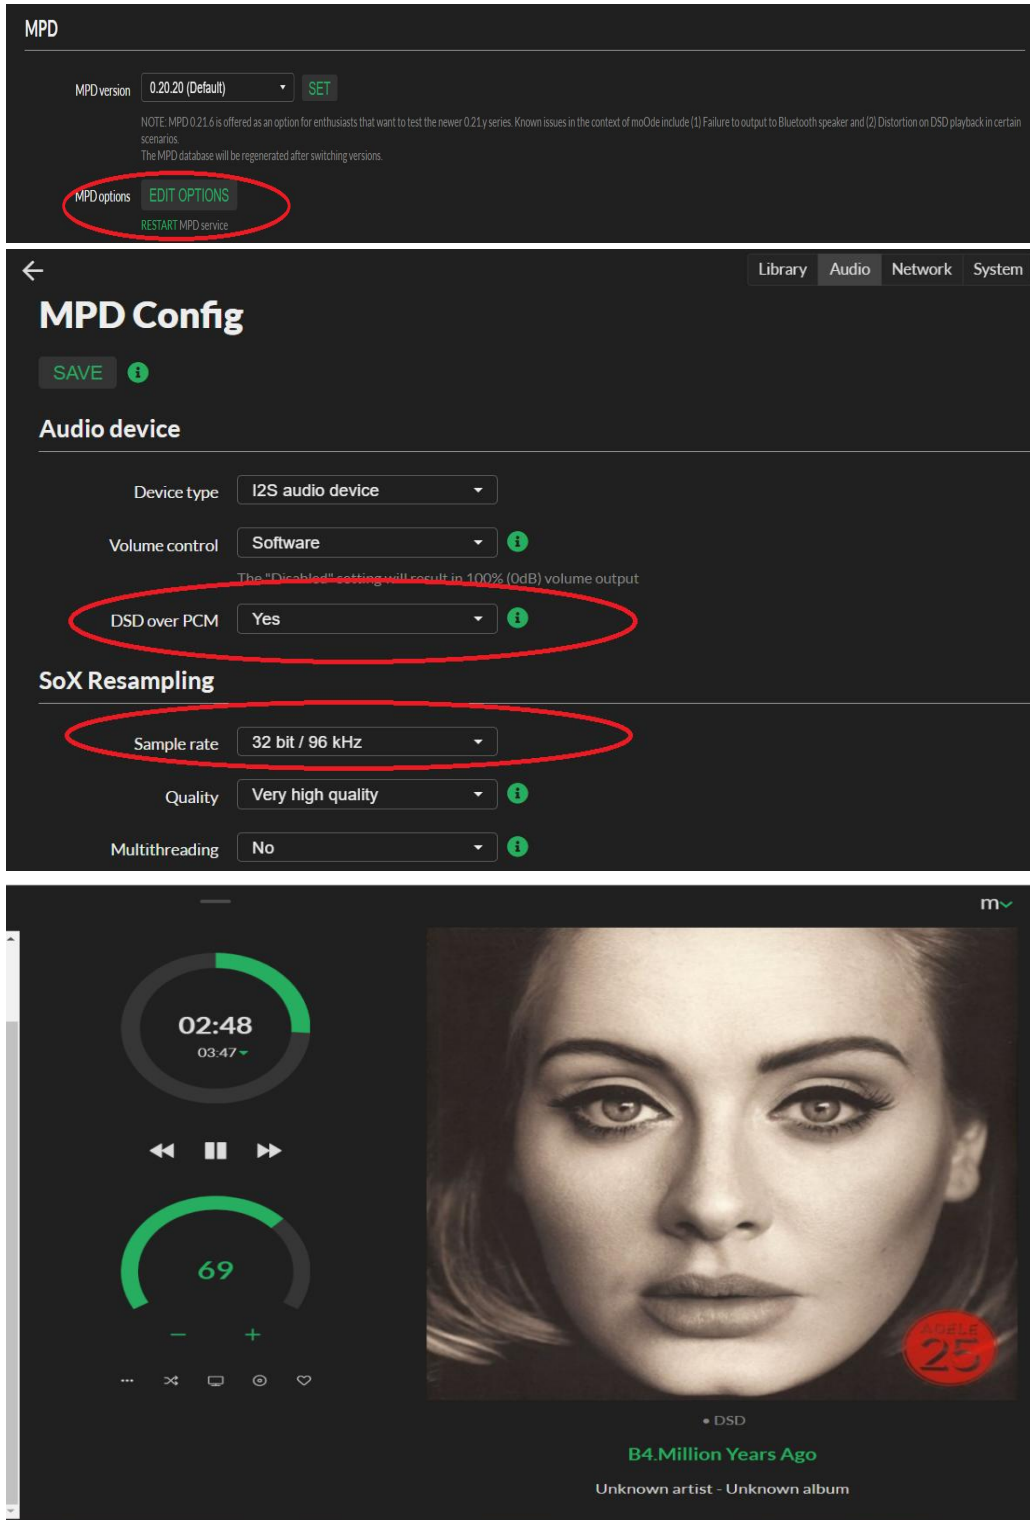 MPD
MPD version 0.20.20 (Default) SET
NOTE: MPD 0.21.6 is offered as an option for enthusiasts that want to test the newer 0.21.y series. Known issues in the context of moOde include (1) Failure to output to Bluetooth speaker and (2) Distortion on DSD playback in certain
scenarios.
The MPD database will be regenerated after switching versions.
MPD options EDIT OPTIONS
RESTART MPD service
Library Audio Network System
MPD Config
SAVE
Audio device
Device type I2S audio device
Volume control Software
The "Disabled" setting will result in 100% (0dB) volume output
DSD over PCM Yes
SoX Resampling
Sample rate 32 bit / 96 kHz
Quality Very high quality
Multithreading No
m
02:48
03:47
69
ADELE
25
• DSD
B4.Million Years Ago
Unknown artist - Unknown album